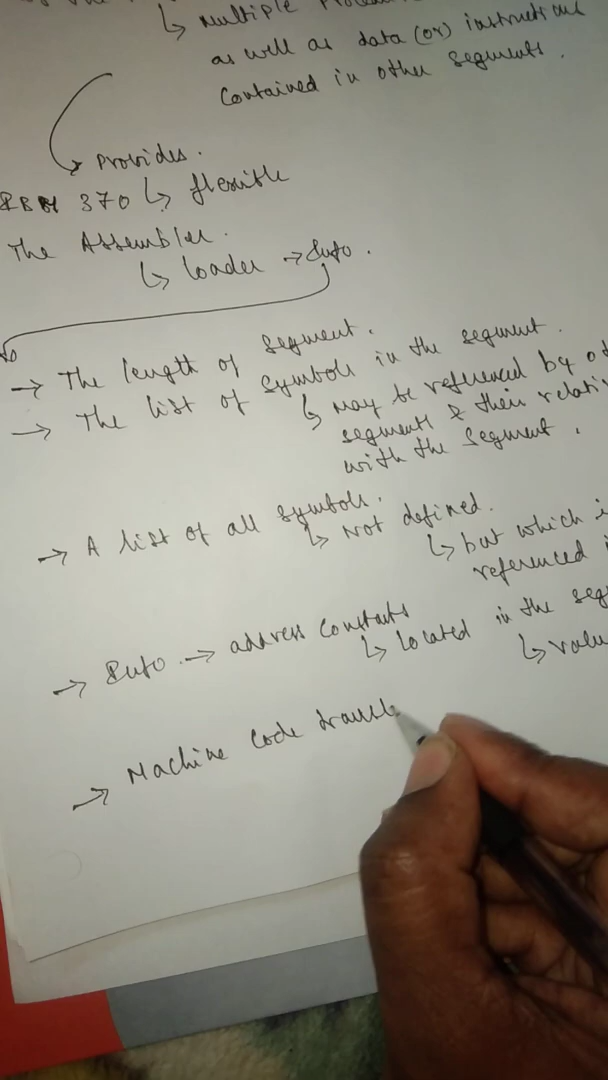 ↳ Multiple
as well as data (or) instructions
contained in other segments.
Provides.
370 ↳ flexible
The Assembler.
↳ loader → Info.
→ The length of segment.
→ The list of symbols in the segment.
↳ may be referenced by
segments & their
with the segment.
→ A list of all symbols.
↳ Not defined.
↳ but which
referenced
→ Info. → address constants
↳ located in the
↳
→ Machine code